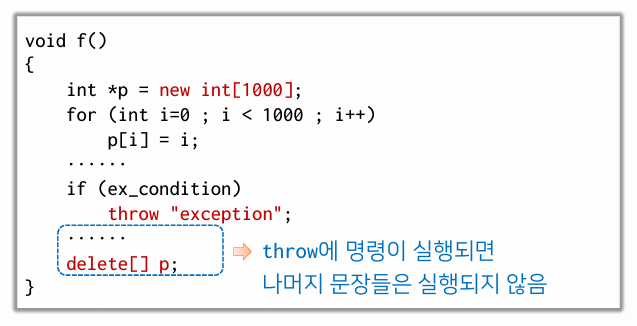 void f()
{
    int *p = new int[1000];
    for (int i=0 ; i < 1000 ; i++)
        p[i] = i;
    ······
    if (ex_condition)
        throw "exception";
    ······
    delete[] p;
throw에 명령이 실행되면
나머지 문장들은 실행되지 않음
}